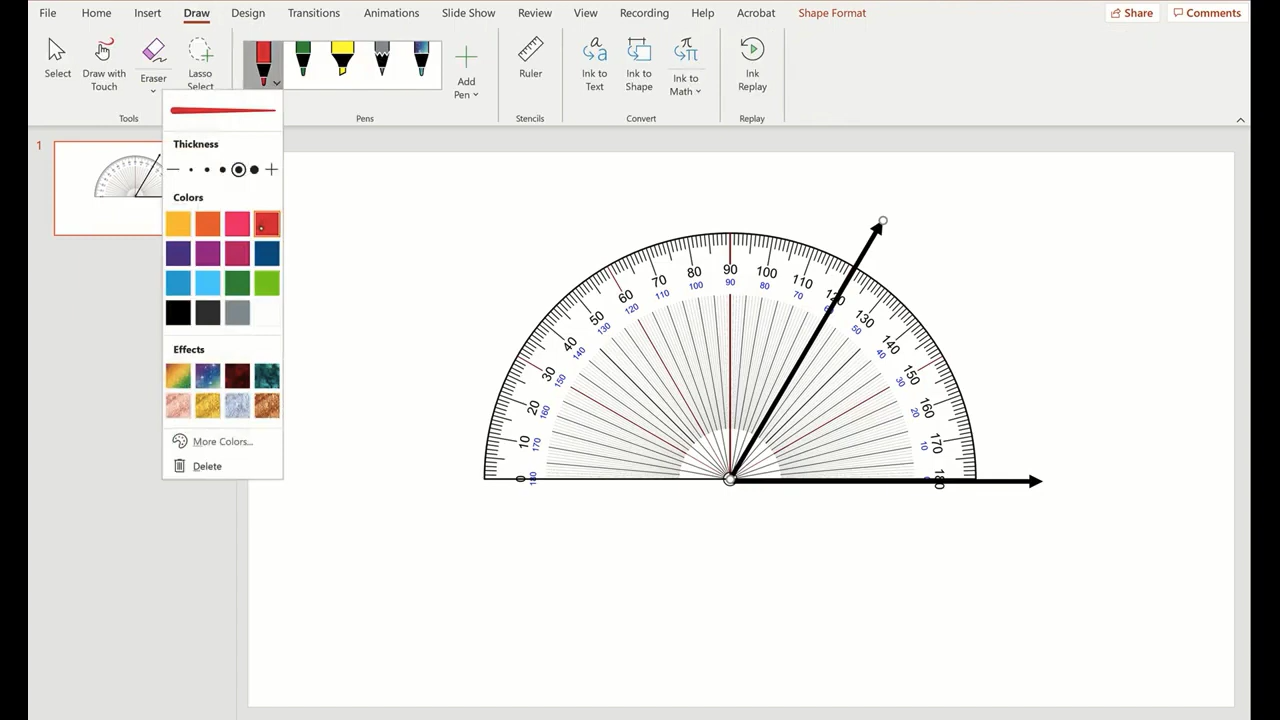 File Home Insert Draw Design Transitions Animations Slide Show Review View Recording Help Acrobat Shape Format Share Comments
Select
Draw with Touch
Eraser
Lasso Select
Add Pen
Ruler
Ink to Text
Ink to Shape
Ink to Math
Ink Replay
Tools Pens Stencils Convert Replay
1
Thickness
Colors
Effects
More Colors...
Delete
0 10 20 30 40 50 60 70 80 90 100 110 120 130 140 150 160 170 180
180 170 160 150 140 130 120 110 100 90 80 70 50 40 30 20 10